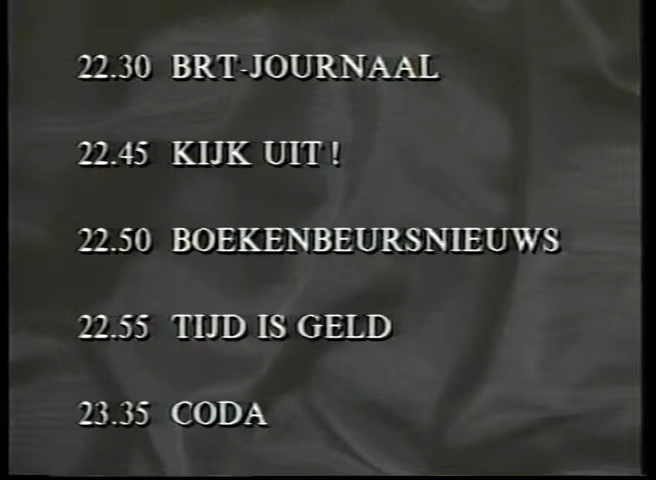 22.30 BRT-JOURNAAL
22.45 KIJK UIT !
22.50 BOEKENBEURSNIEUWS
22.55 TIJD IS GELD
23.35 CODA